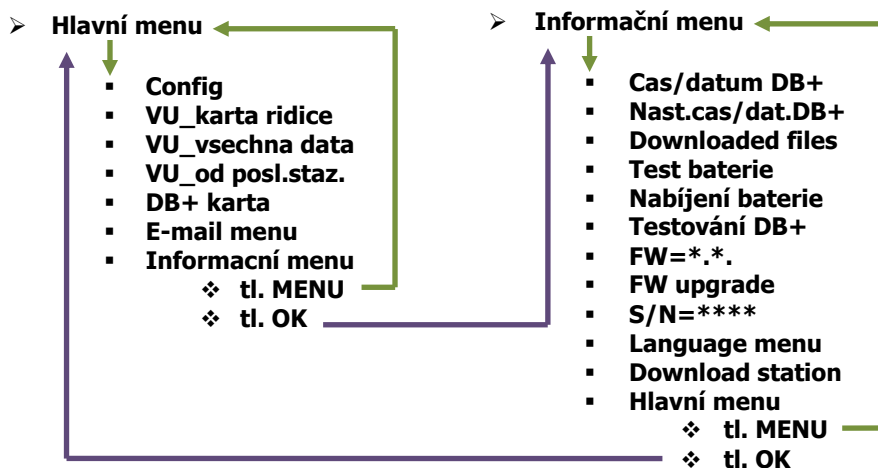 Hlavní menu
Config
VU_karta ridice
VU_vsechna data
VU_od posl.staz.
DB+ karta
E-mail menu
Informacní menu
tl. MENU
tl. OK
Informační menu
Cas/datum DB+
Nast.cas/dat.DB+
Downloaded files
Test baterie
Nabíjení baterie
Testování DB+
FW=*.*.
FW upgrade
S/N=****
Language menu
Download station
Hlavní menu
tl. MENU
tl. OK